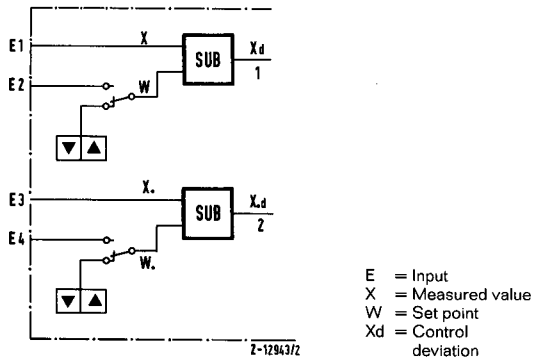 E1
X
SUB
Xd
1
E2
W
▼ ▲
E3
X.
SUB
X.d
2
E4
W.
▼ ▲
Z-12943/2
E = Input
X = Measured value
W = Set point
Xd = Control
deviation